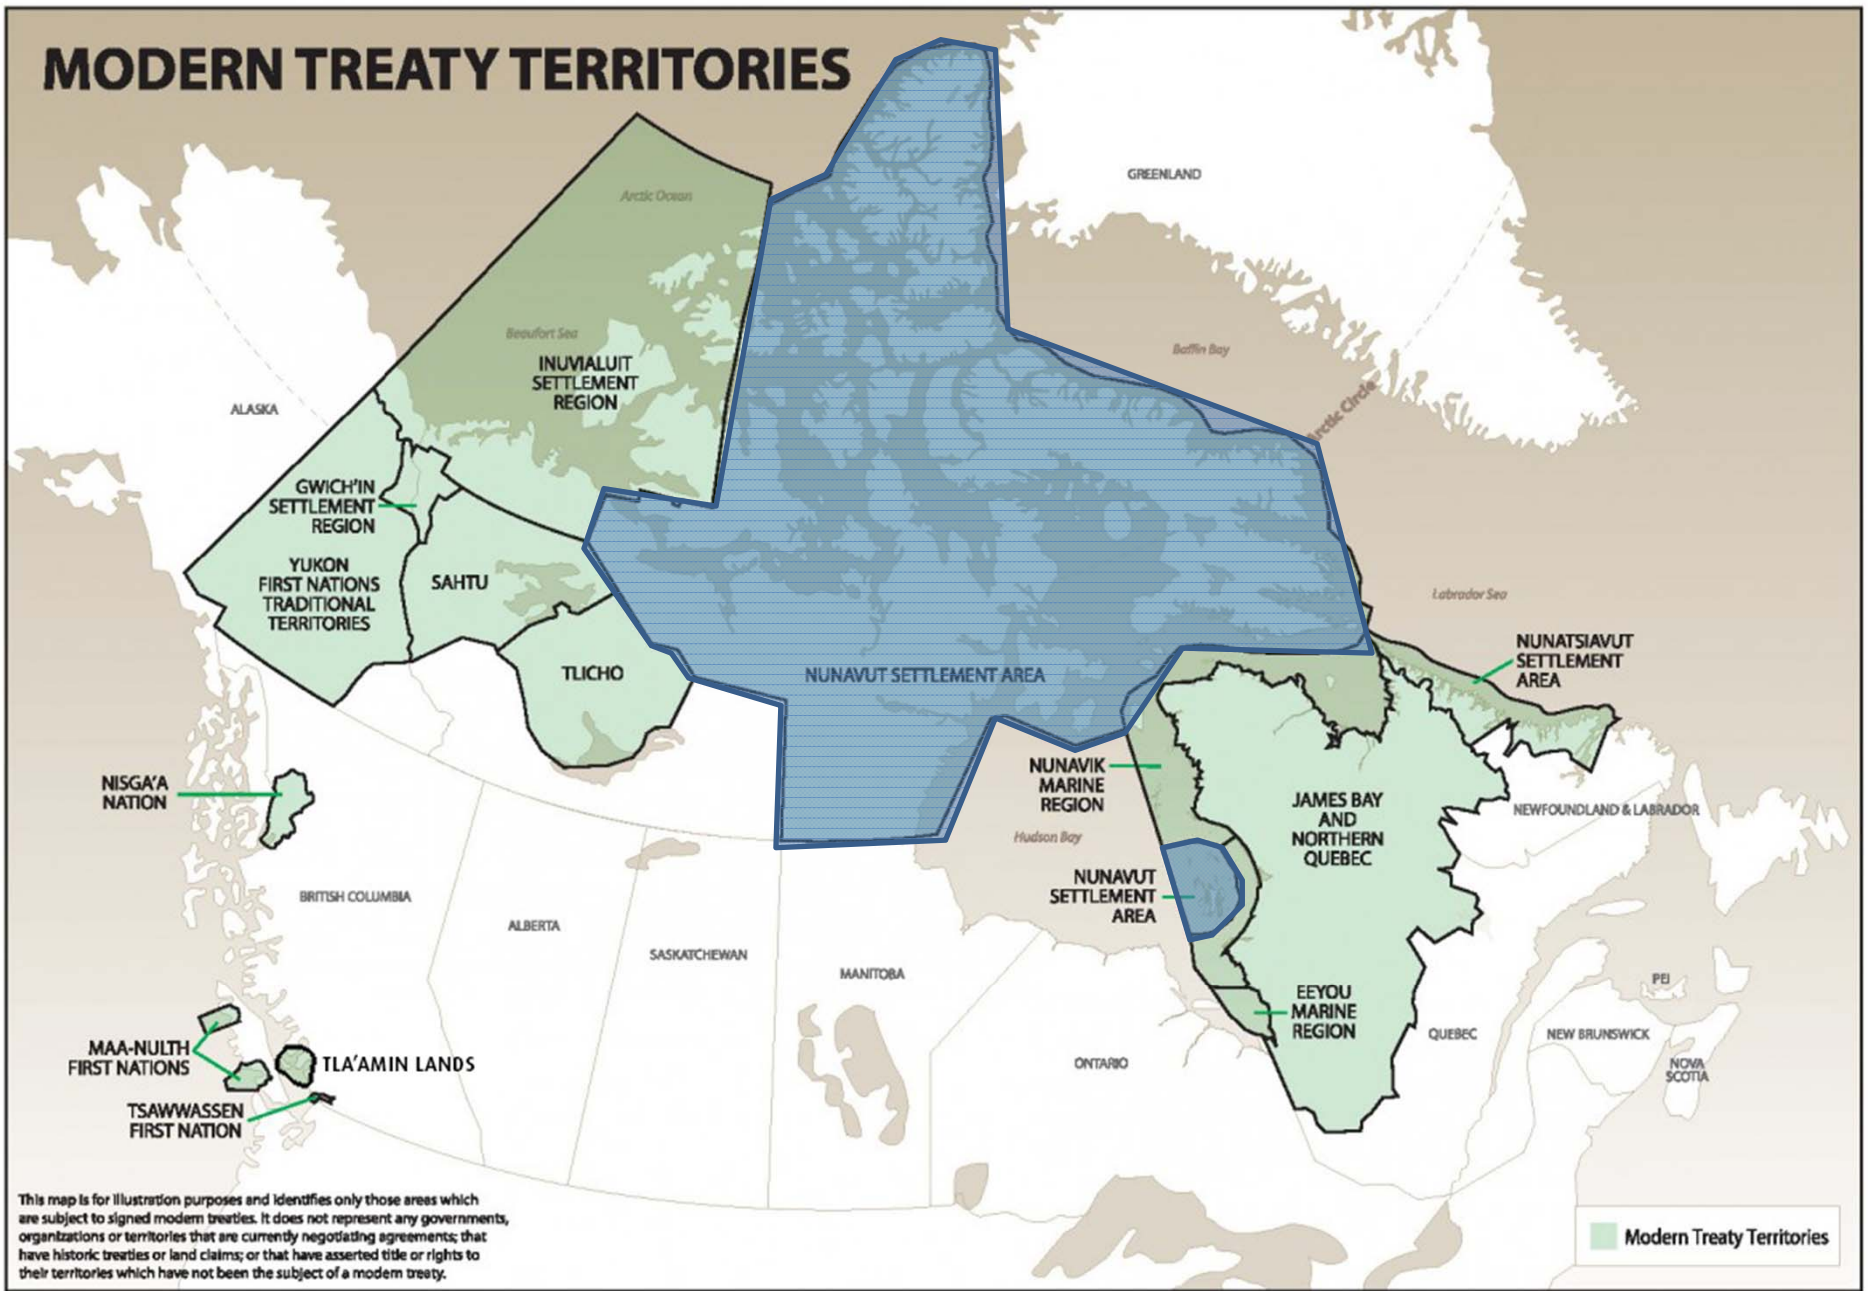 MODERN TREATY TERRITORIES
Arctic Ocean
GREENLAND
Beaufort Sea
Baffin Bay
INUVIALUIT
SETTLEMENT
REGION
Arctic Circle
ALASKA
GWICH'IN
SETTLEMENT
REGION
YUKON
FIRST NATIONS
TRADITIONAL
TERRITORIES
SAHTU
Labrador Sea
NUNATSIAVUT
SETTLEMENT
AREA
TLICHO
NUNAVUT SETTLEMENT AREA
NISGA'A
NATION
NUNAVIK
MARINE
REGION
JAMES BAY
AND
NORTHERN
QUEBEC
NEWFOUNDLAND & LABRADOR
Hudson Bay
NUNAVUT
SETTLEMENT
AREA
BRITISH COLUMBIA
ALBERTA
SASKATCHEWAN
MANITOBA
PEI
EEYOU
MARINE
REGION
QUEBEC
NEW BRUNSWICK
NOVA
SCOTIA
ONTARIO
MAA-NULTH
FIRST NATIONS
TLA'AMIN LANDS
TSAWWASSEN
FIRST NATION
This map is for illustration purposes and identifies only those areas which
are subject to signed modern treaties. It does not represent any governments,
organizations or territories that are currently negotiating agreements; that
have historic treaties or land claims; or that have asserted title or rights to
their territories which have not been the subject of a modern treaty.
Modern Treaty Territories